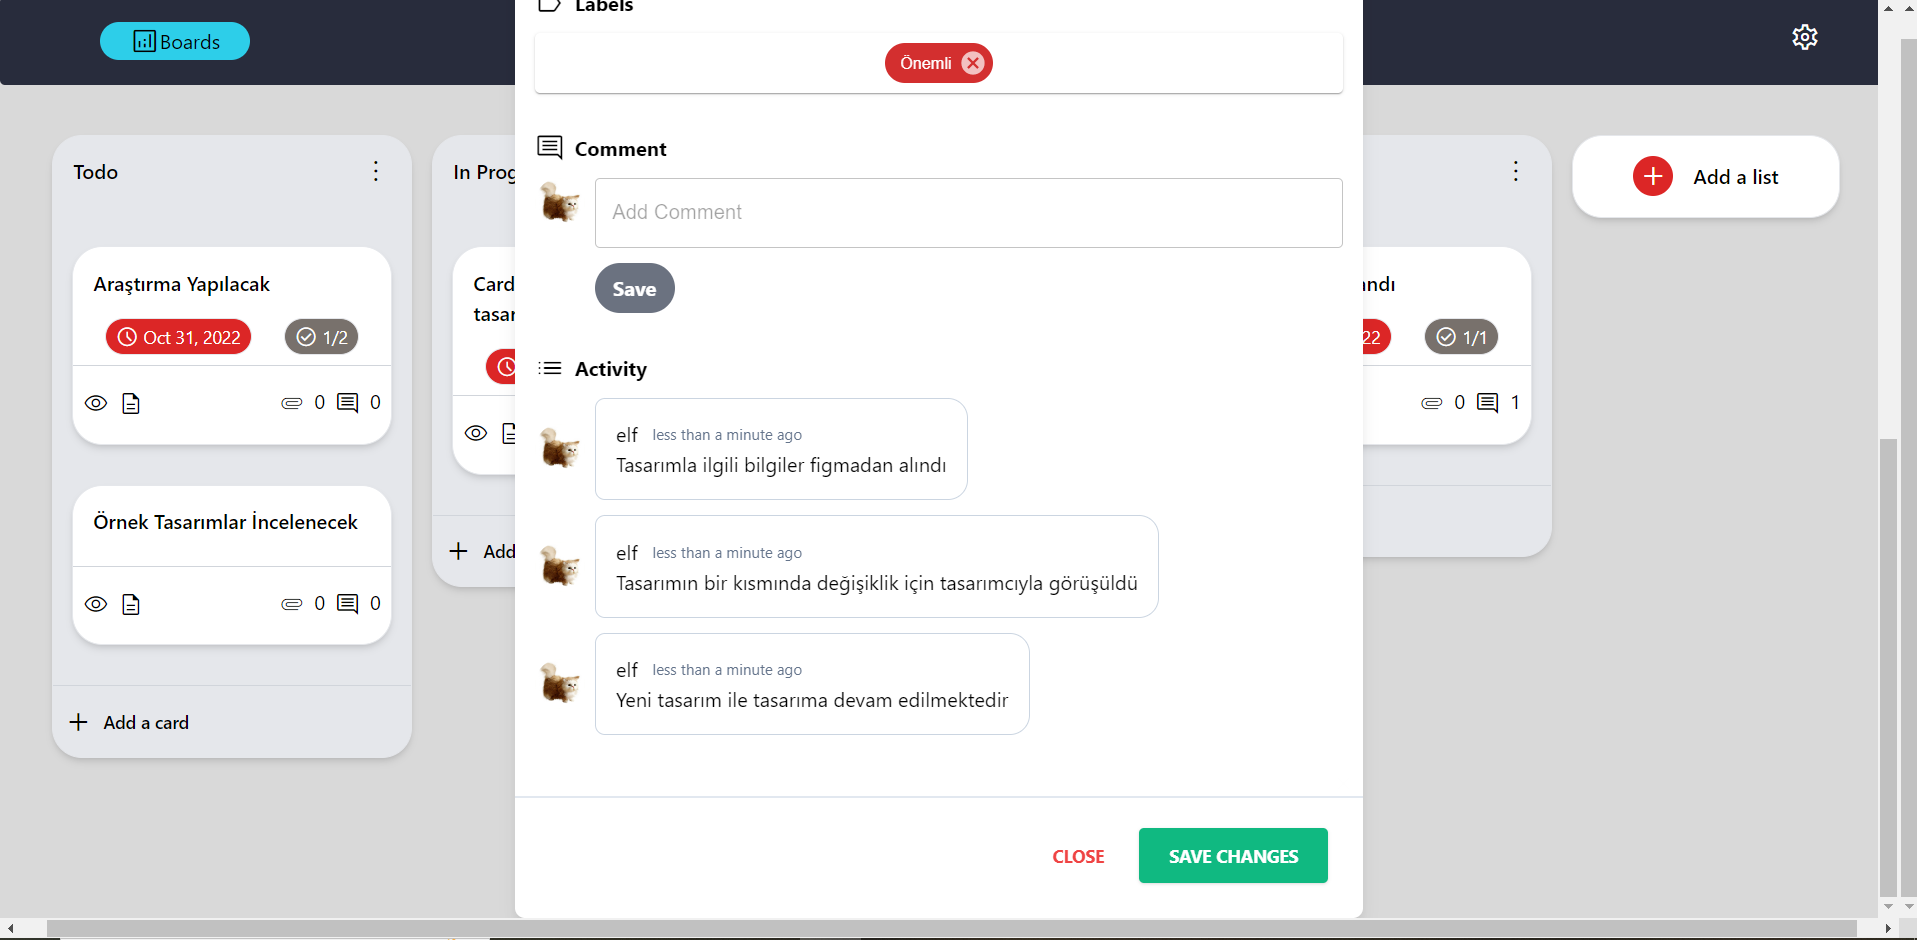 Boards
Todo
Araştırma Yapılacak
Oct 31, 2022
1/2
0
0
Örnek Tasarımlar İncelenecek
0
0
Add a card
In Prog
Card
tasar
Add
Labels
Önemli
Comment
Add Comment
Save
Activity
elf less than a minute ago
Tasarımla ilgili bilgiler figmadan alındı
elf less than a minute ago
Tasarımın bir kısmında değişiklik için tasarımcıyla görüşüldü
elf less than a minute ago
Yeni tasarım ile tasarıma devam edilmektedir
CLOSE
SAVE CHANGES
andı
22
1/1
0
1
Add a list